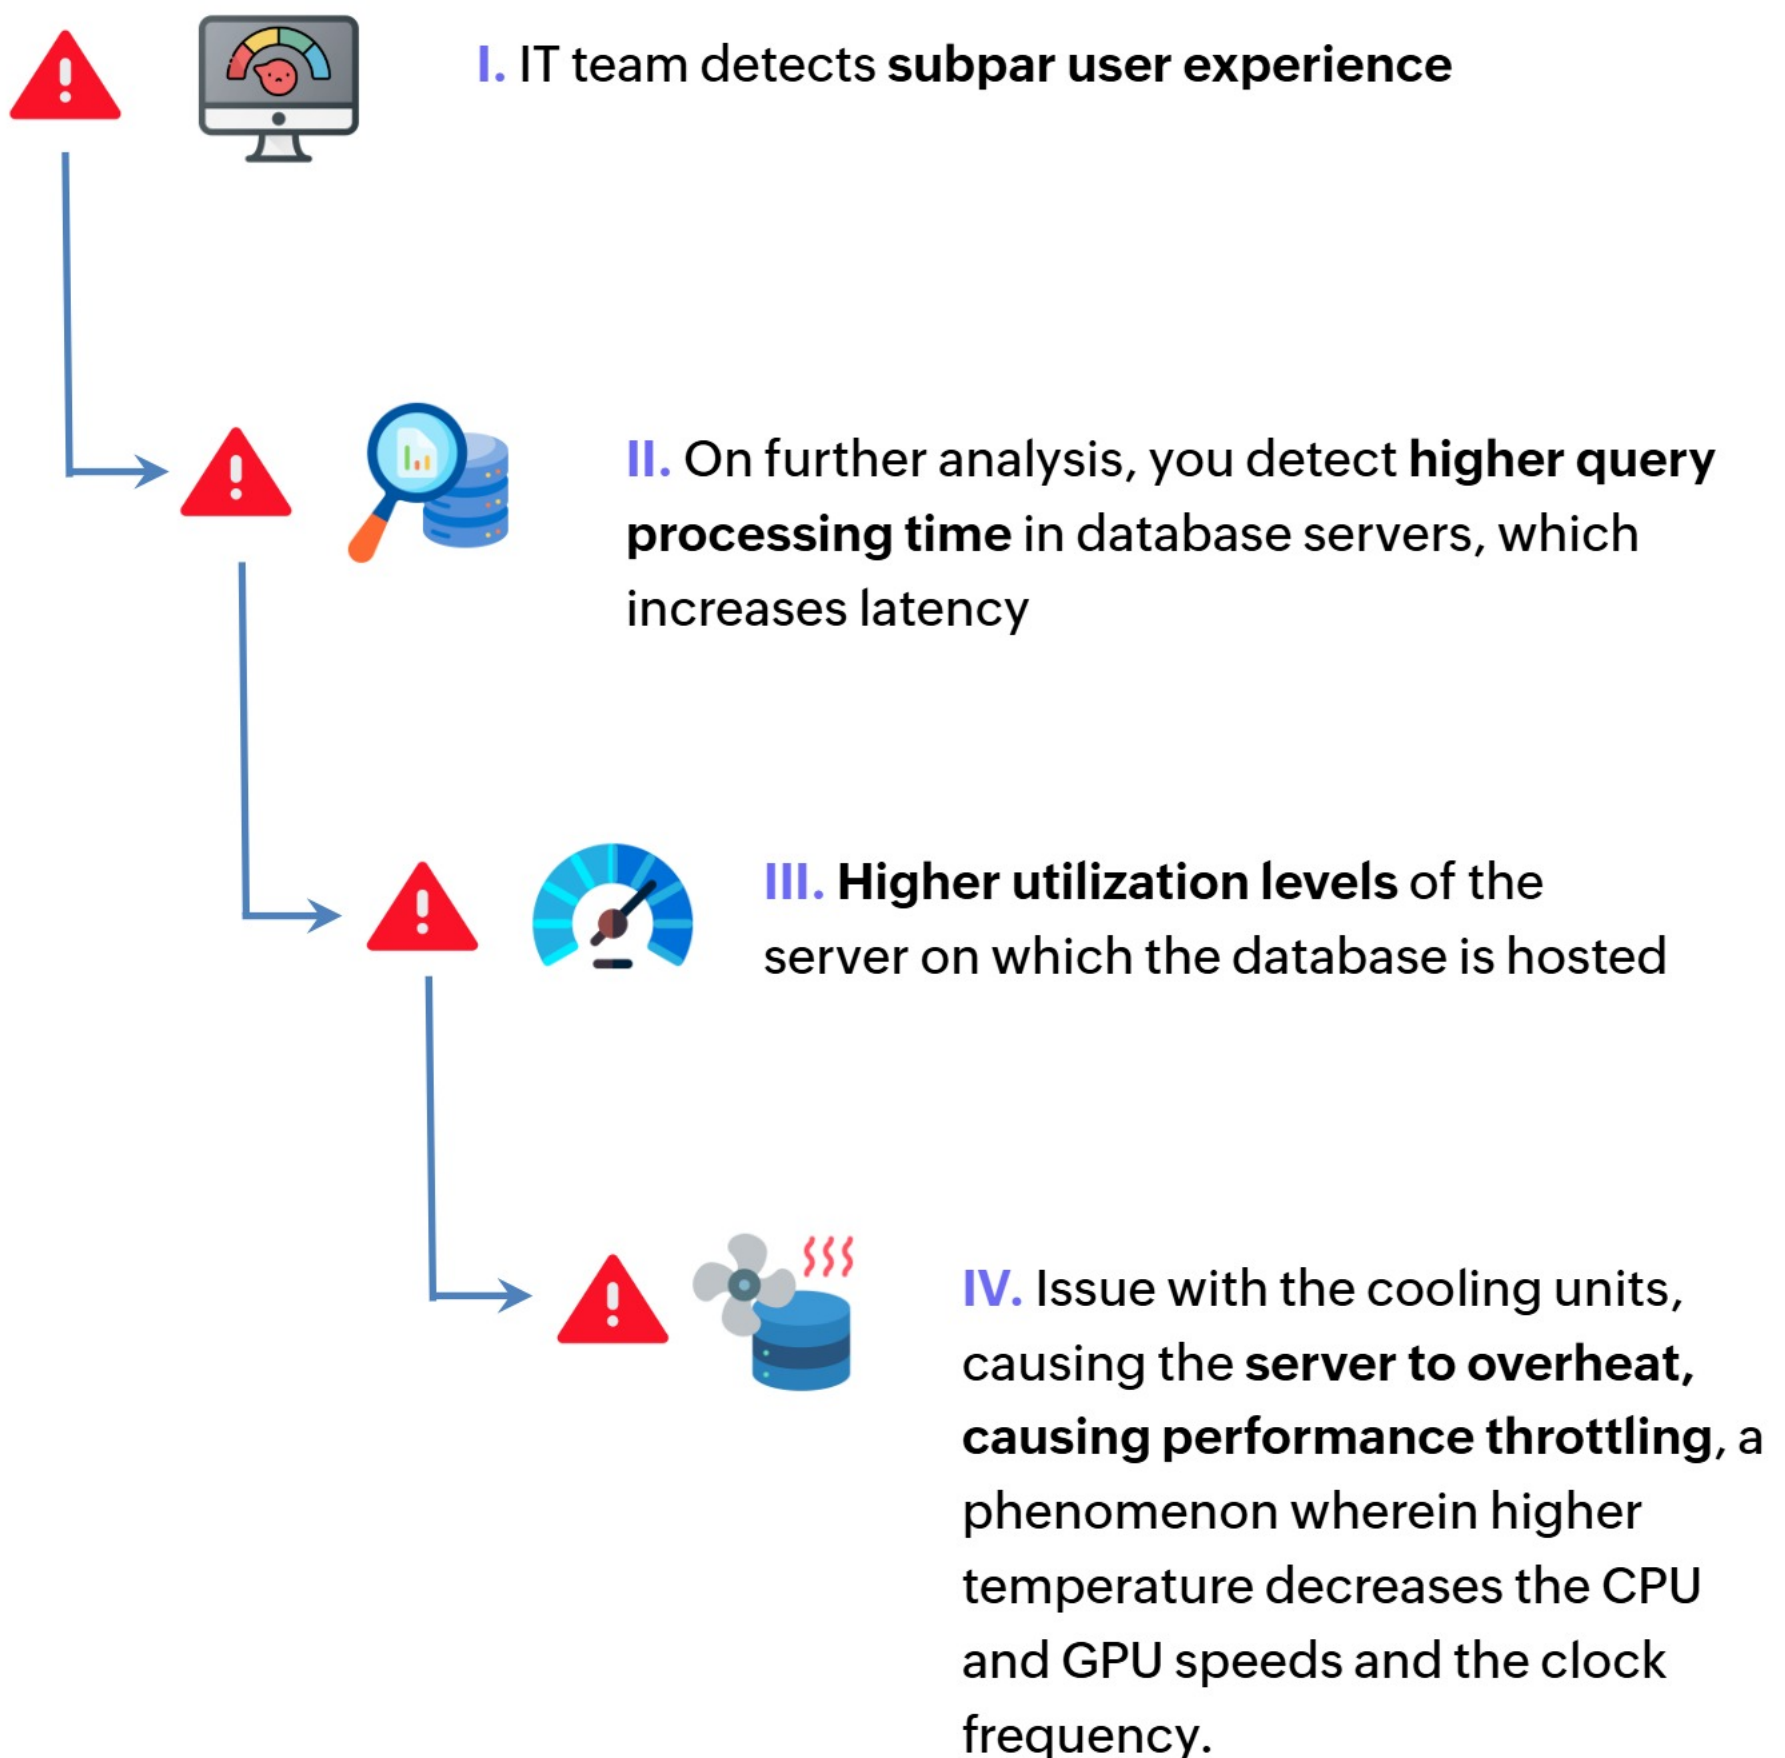 I. IT team detects subpar user experience
II. On further analysis, you detect higher query
processing time in database servers, which
increases latency
III. Higher utilization levels of the
server on which the database is hosted
IV. Issue with the cooling units,
causing the server to overheat,
causing performance throttling, a
phenomenon wherein higher
temperature decreases the CPU
and GPU speeds and the clock
frequency.